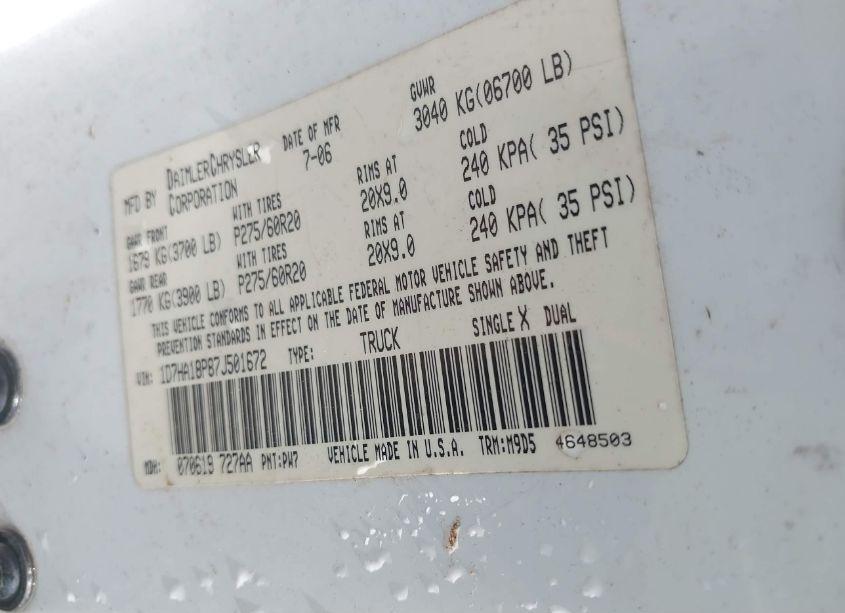 MFD BY DAIMLERCHRYSLER CORPORATION
DATE OF MFR 7-06
GVWR 3040 KG(06700 LB)
GAWR FRONT 1679 KG(3700 LB)
WITH TIRES P275/60R20
RIMS AT 20X9.0
COLD 240 KPA( 35 PSI)
GAWR REAR 1770 KG(3900 LB)
WITH TIRES P275/60R20
RIMS AT 20X9.0
COLD 240 KPA( 35 PSI)
THIS VEHICLE CONFORMS TO ALL APPLICABLE FEDERAL MOTOR VEHICLE SAFETY AND THEFT
PREVENTION STANDARDS IN EFFECT ON THE DATE OF MANUFACTURE SHOWN ABOVE.
VIN: 1D7HA18P87J501672 TYPE: TRUCK SINGLE X DUAL
MDH: 070619 727AA PNT:PW7 VEHICLE MADE IN U.S.A. TRM:M9D5 4648503